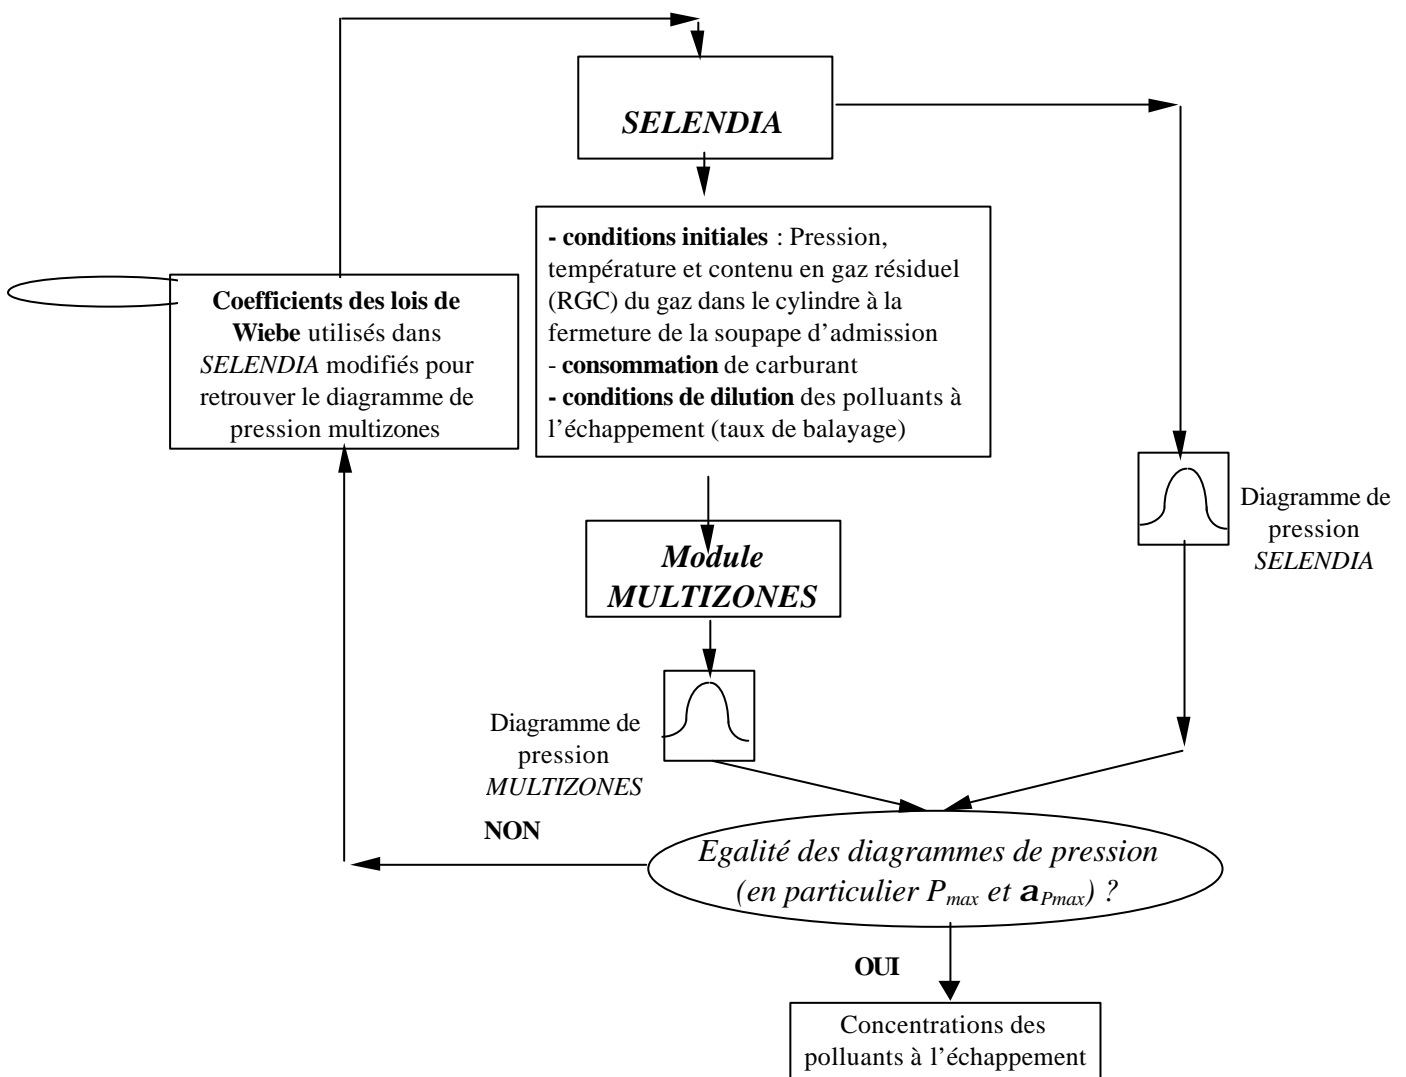 SELENDIA
- conditions initiales : Pression,
température et contenu en gaz résiduel
(RGC) du gaz dans le cylindre à la
fermeture de la soupape d’admission
- consommation de carburant
- conditions de dilution des polluants à
l’échappement (taux de balayage)
Coefficients des lois de
Wiebe utilisés dans
SELENDIA modifiés pour
retrouver le diagramme de
pression multizones
Diagramme de
pression
SELENDIA
Module
MULTIZONES
Diagramme de
pression
MULTIZONES
NON
Egalité des diagrammes de pression
(en particulier Pmax et aPmax) ?
OUI
Concentrations des
polluants à l’échappement